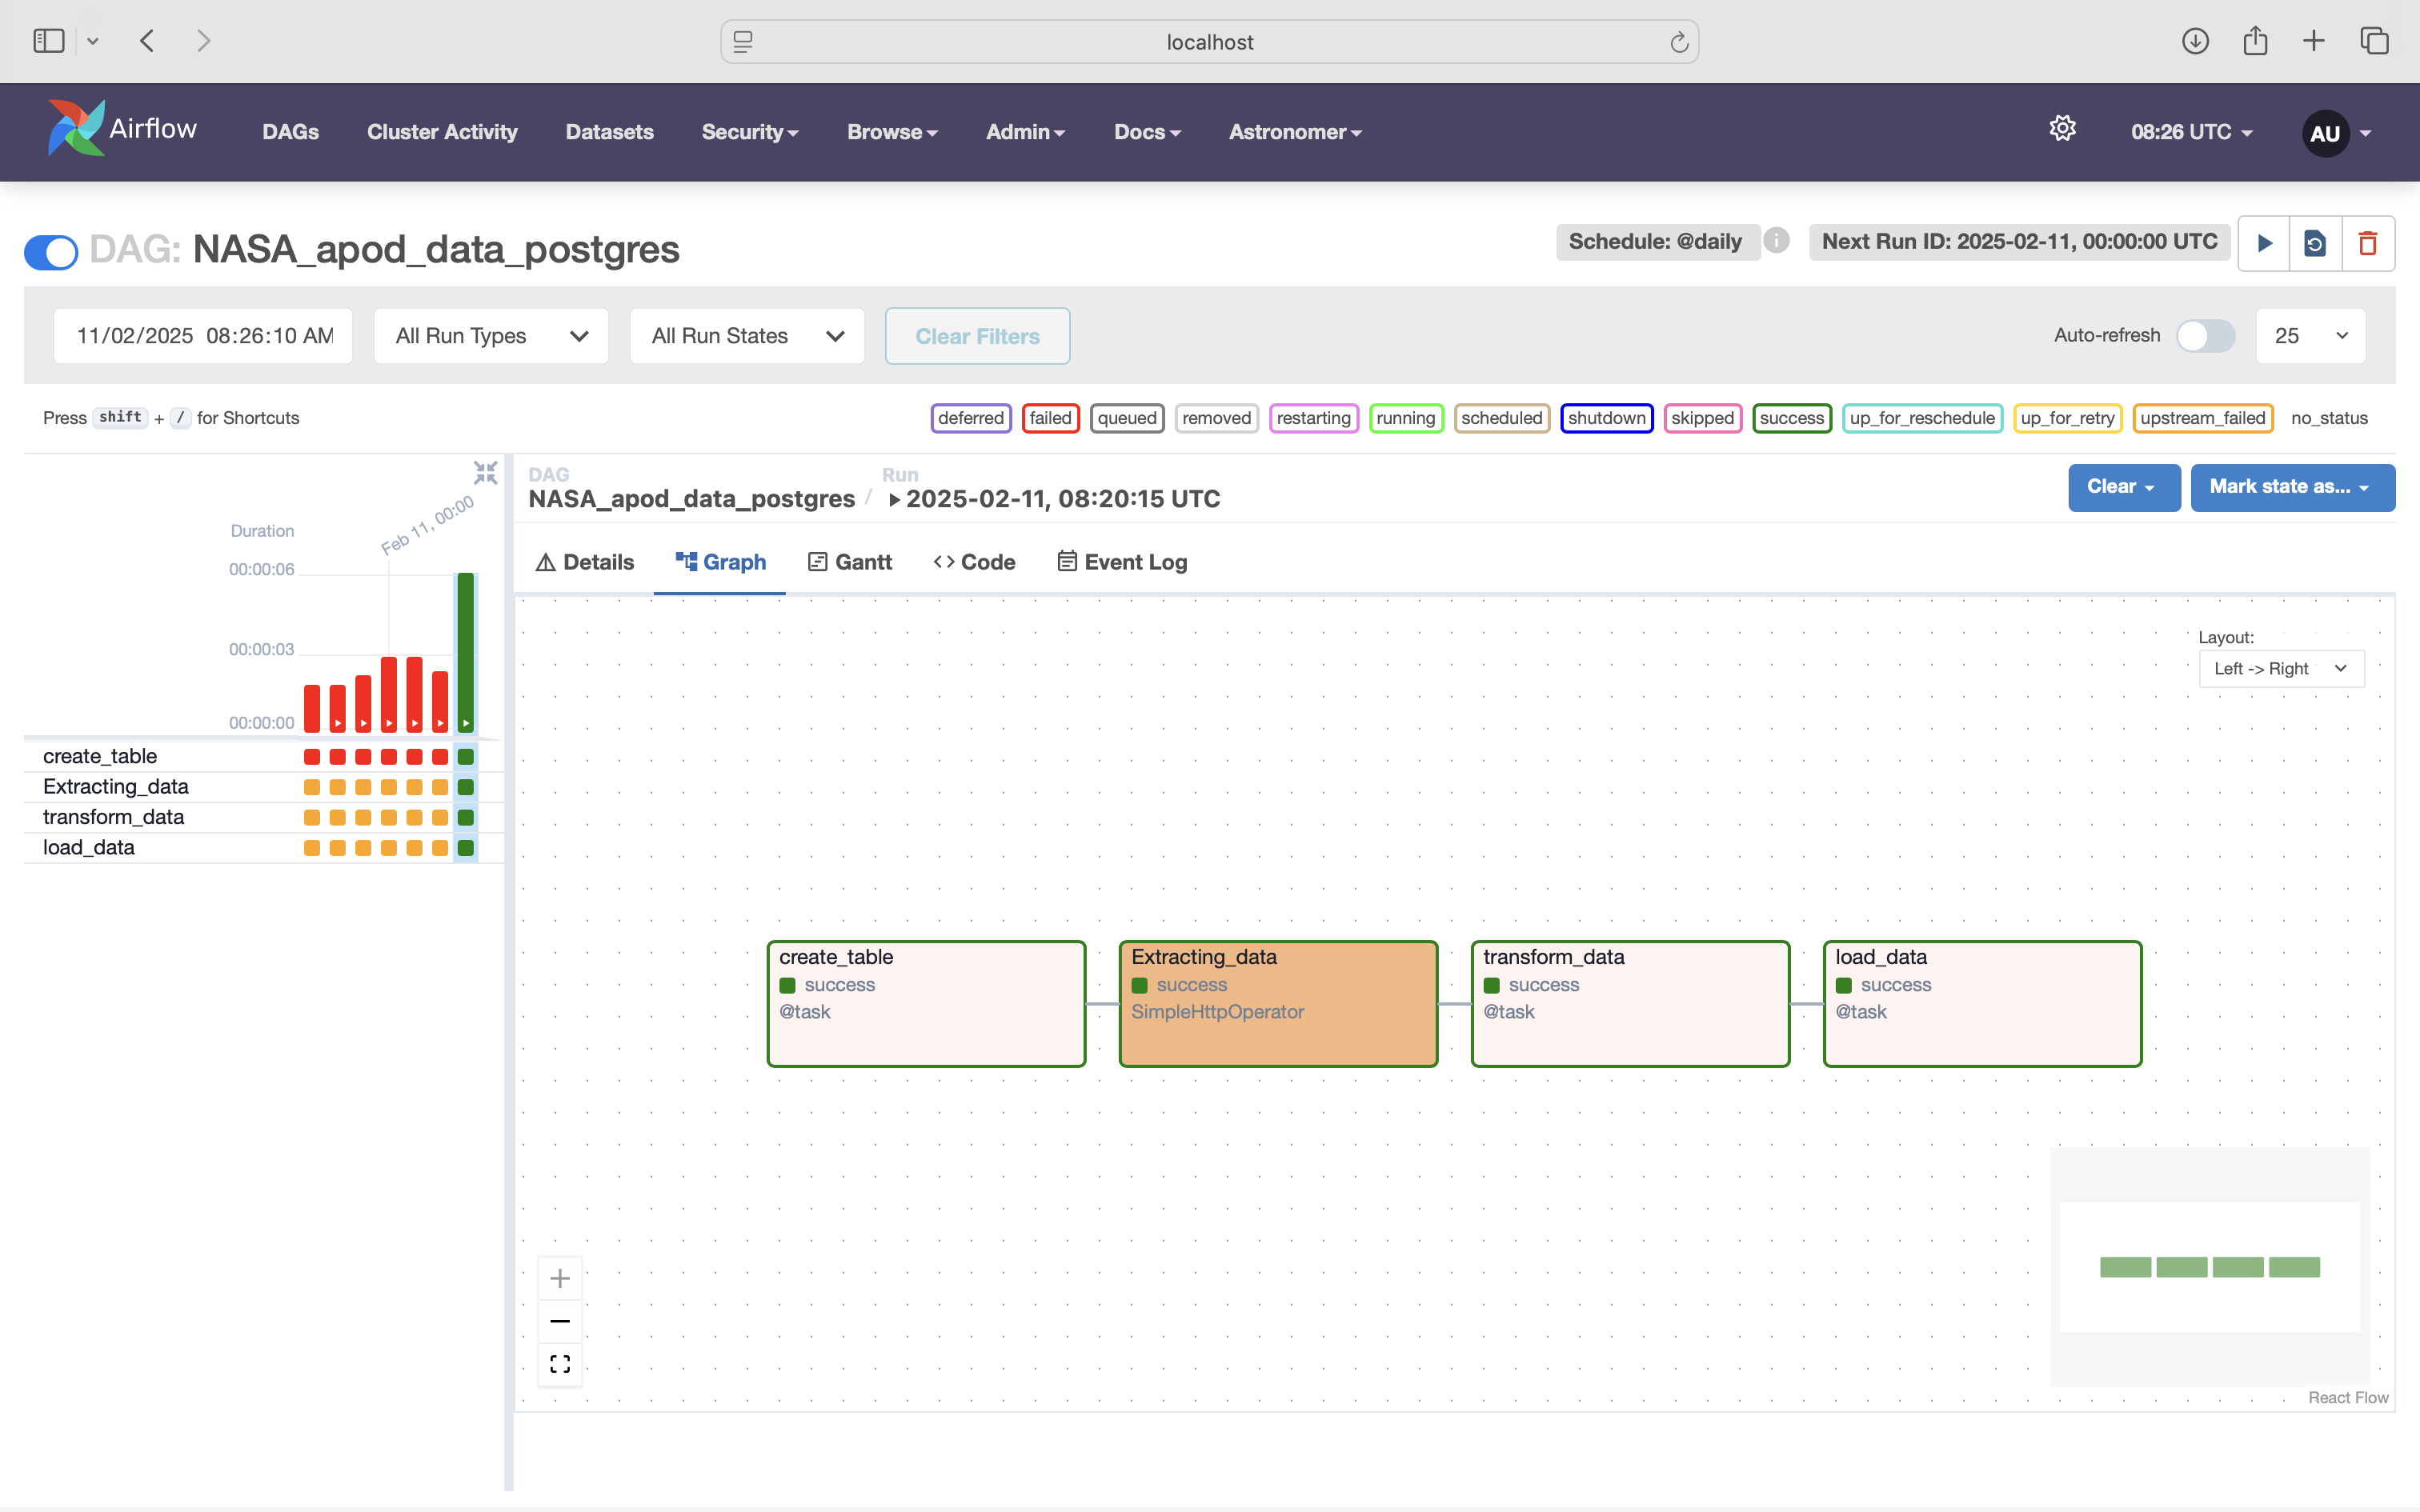 localhost
Airflow
DAGs Cluster Activity Datasets Security Browse Admin Docs Astronomer 08:26 UTC AU
DAG: NASA_apod_data_postgres
Schedule: @daily i Next Run ID: 2025-02-11, 00:00:00 UTC
11/02/2025 08:26:10 AM All Run Types All Run States Clear Filters Auto-refresh 25
Press shift + / for Shortcuts
deferred failed queued removed restarting running scheduled shutdown skipped success up_for_reschedule up_for_retry upstream_failed no_status
Feb 11, 00:00
Duration
00:00:06
00:00:03
00:00:00
create_table
Extracting_data
transform_data
load_data
DAG Run
NASA_apod_data_postgres / 2025-02-11, 08:20:15 UTC
Clear Mark state as...
Details Graph Gantt Code Event Log
Layout:
Left -> Right
create_table
success
@task
Extracting_data
success
SimpleHttpOperator
transform_data
success
@task
load_data
success
@task
React Flow